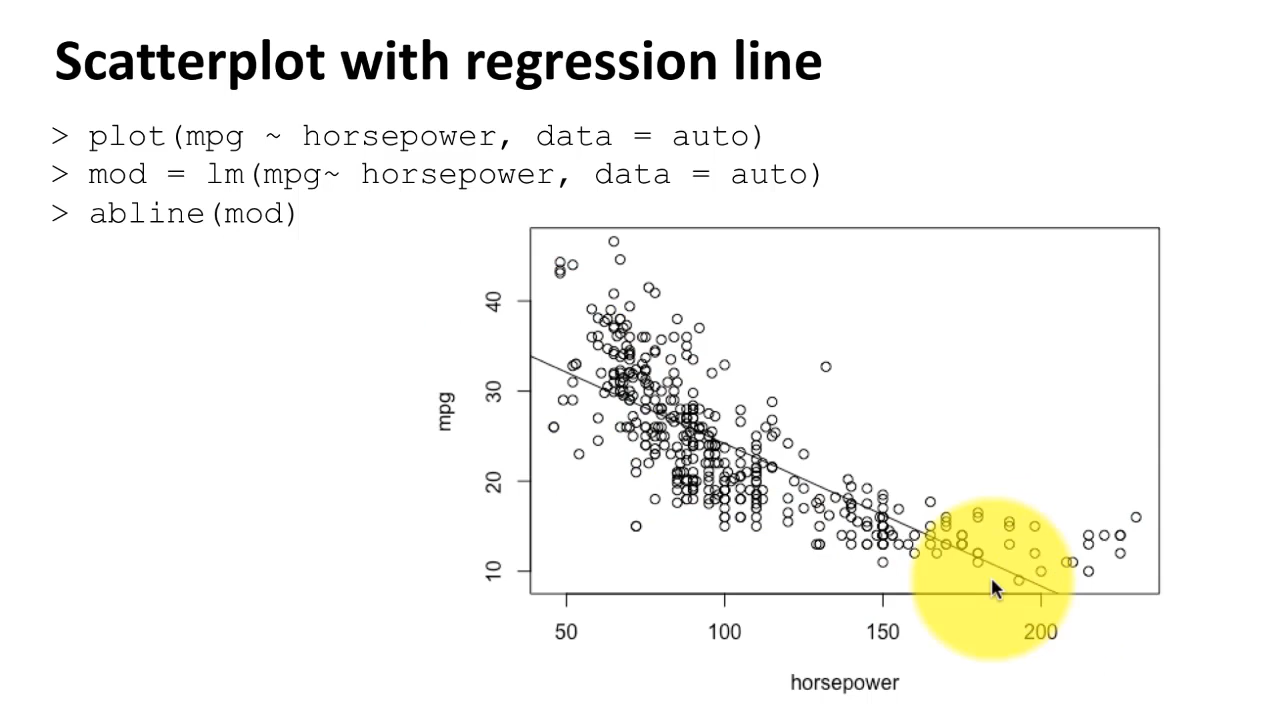 Scatterplot with regression line
> plot(mpg ~ horsepower, data = auto)
> mod = lm(mpg~ horsepower, data = auto)
> abline(mod)
40
30
20
10
mpg
50 100 150 200
horsepower